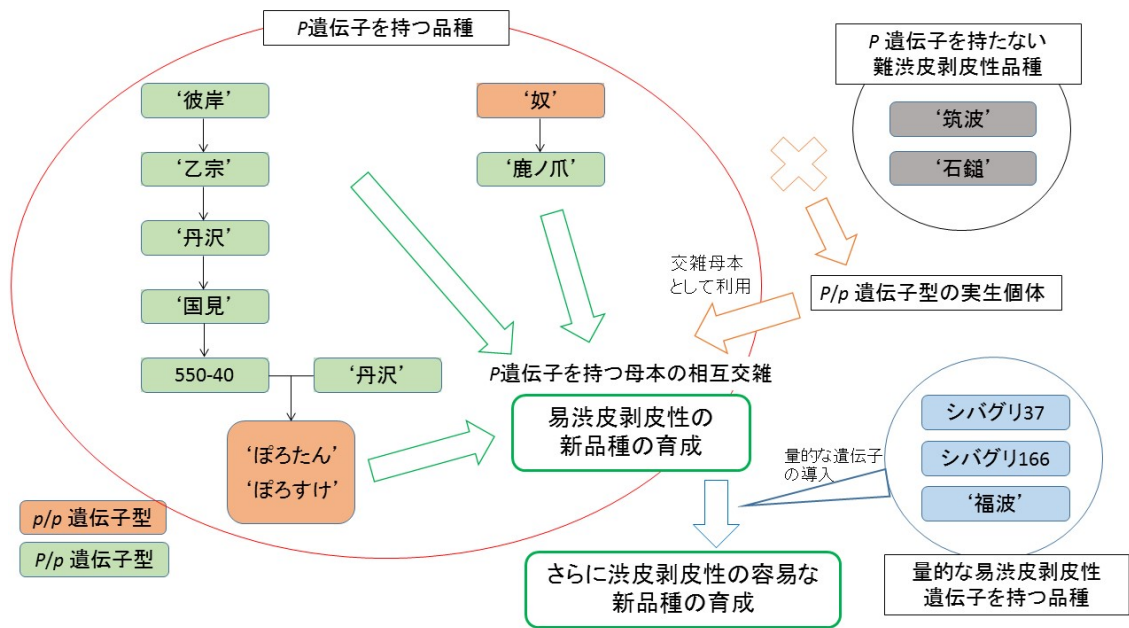 P遺伝子を持つ品種
‘彼岸’
‘乙宗’
‘丹沢’
‘国見’
550-40
‘丹沢’
‘ぽろたん’
‘ぽろすけ’
‘奴’
‘鹿ノ爪’
P 遺伝子を持たない
難渋皮剥皮性品種
‘筑波’
‘石鎚’
P/p 遺伝子型の実生個体
交雑母本
として利用
P遺伝子を持つ母本の相互交雑
易渋皮剥皮性の
新品種の育成
量的な遺伝子
の導入
シバグリ37
シバグリ166
‘福波’
量的な易渋皮剥皮性
遺伝子を持つ品種
さらに渋皮剥皮性の容易な
新品種の育成
p/p 遺伝子型
P/p 遺伝子型